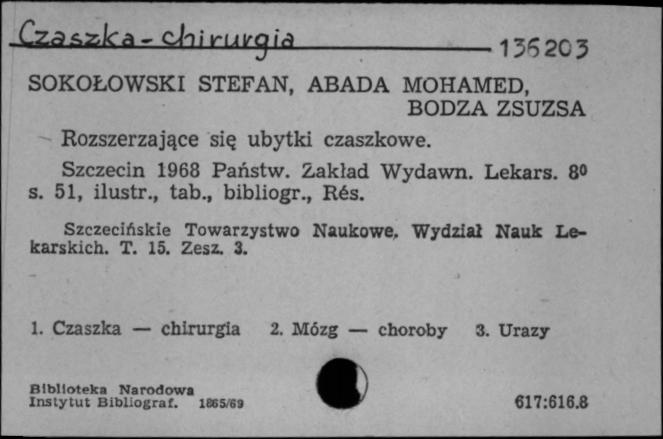 Czaszka - chirurgia 136203
SOKOŁOWSKI STEFAN, ABADA MOHAMED,
BODZA ZSUZSA
Rozszerzające się ubytki czaszkowe.
Szczecin 1968 Państw. Zakład Wydawn. Lekars. 8º
s. 51, ilustr., tab., bibliogr., Rés.
Szczecińskie Towarzystwo Naukowe, Wydział Nauk Le-
karskich. T. 15. Zesz. 3.
1. Czaszka — chirurgia 2. Mózg — choroby 3. Urazy
Biblioteka Narodowa
Instytut Bibliograf. 1865/69 617:616.8